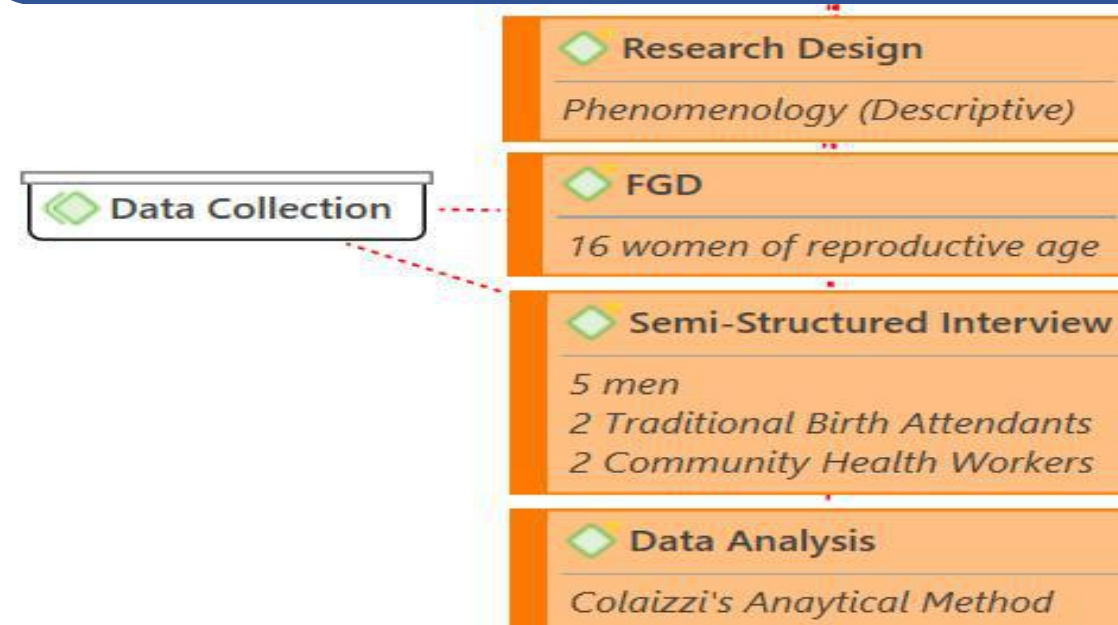 Research Design
Phenomenology (Descriptive)
Data Collection
FGD
16 women of reproductive age
Semi-Structured Interview
5 men
2 Traditional Birth Attendants
2 Community Health Workers
Data Analysis
Colaizzi's Anaytical Method